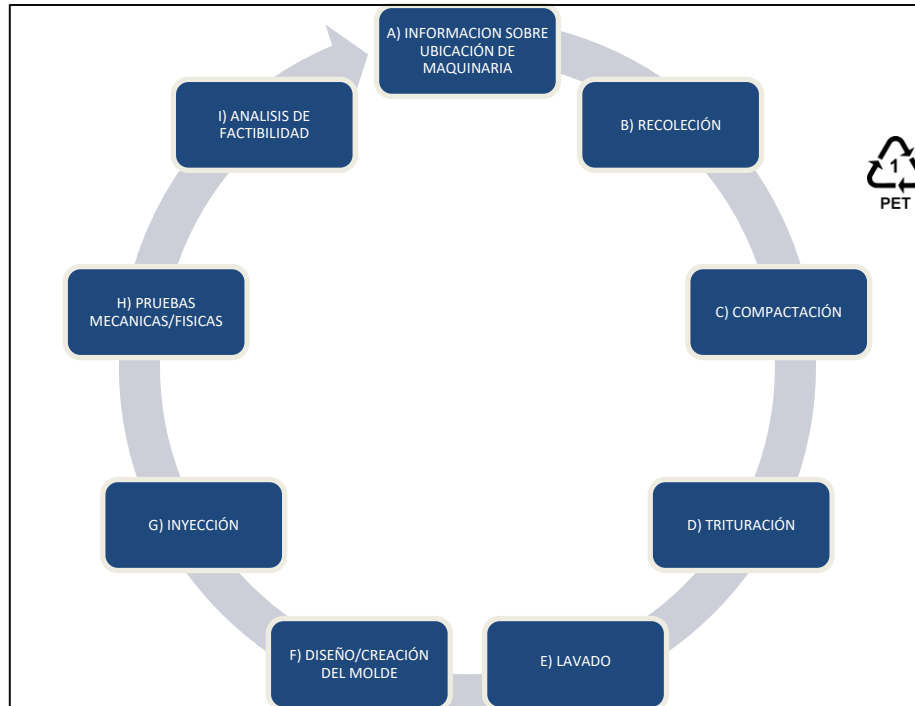 A) INFORMACION SOBRE
UBICACIÓN DE
MAQUINARIA
B) RECOLECIÓN
C) COMPACTACIÓN
D) TRITURACIÓN
E) LAVADO
F) DISEÑO/CREACIÓN
DEL MOLDE
G) INYECCIÓN
H) PRUEBAS
MECANICAS/FISICAS
I) ANALISIS DE
FACTIBILIDAD
1
PET